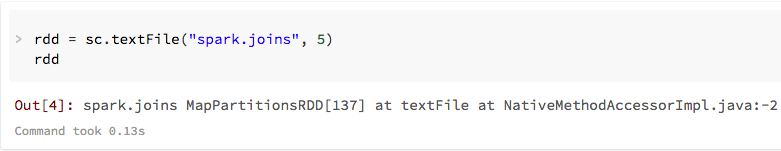 > rdd = sc.textFile("spark.joins", 5)
rdd
Out[4]: spark.joins MapPartitionsRDD[137] at textFile at NativeMethodAccessorImpl.java:-2
Command took 0.13s